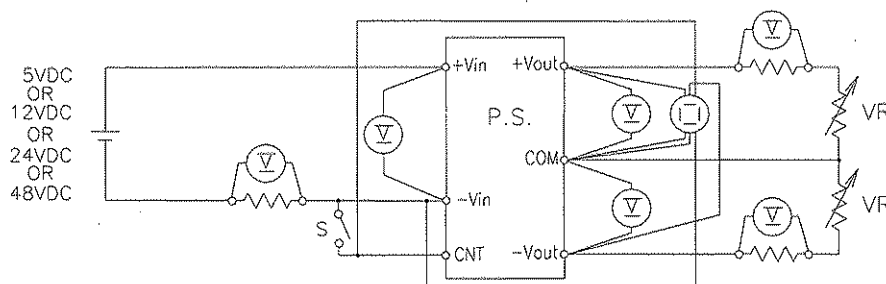 5VDC
OR
12VDC
OR
24VDC
OR
48VDC
V
S
V
+Vin
-Vin
CNT
P.S.
+Vout
COM
-Vout
V
V
V
V
VR
VR